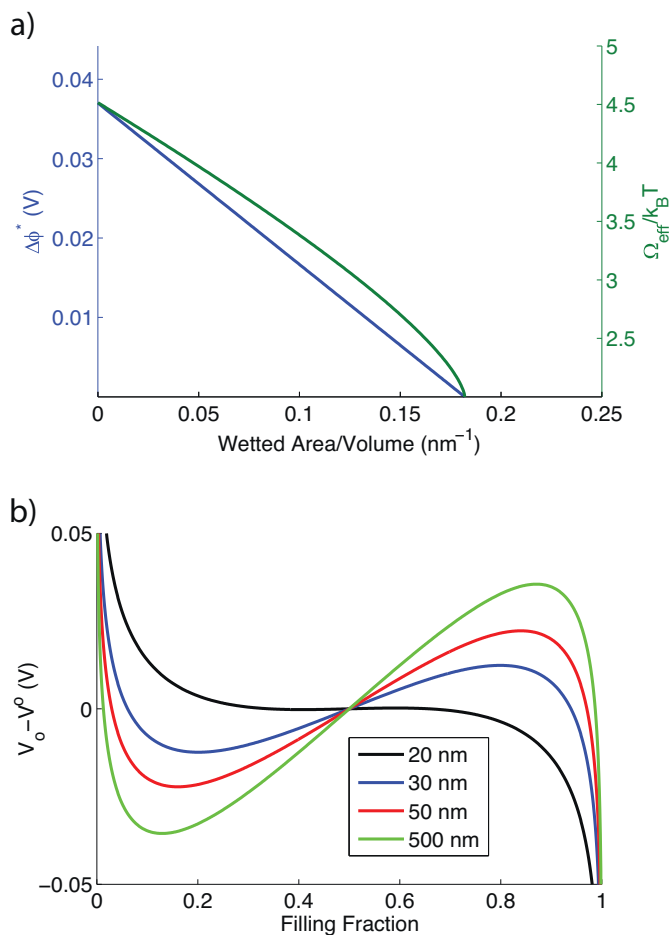 a)
0.04
0.03
0.02
0.01
Δϕ* (V)
5
4.5
4
3.5
3
2.5
Ω_eff/k_BT
0 0.05 0.1 0.15 0.2 0.25
Wetted Area/Volume (nm⁻¹)
b)
0.05
0
−0.05
V_o−V^o (V)
20 nm
30 nm
50 nm
500 nm
0 0.2 0.4 0.6 0.8 1
Filling Fraction